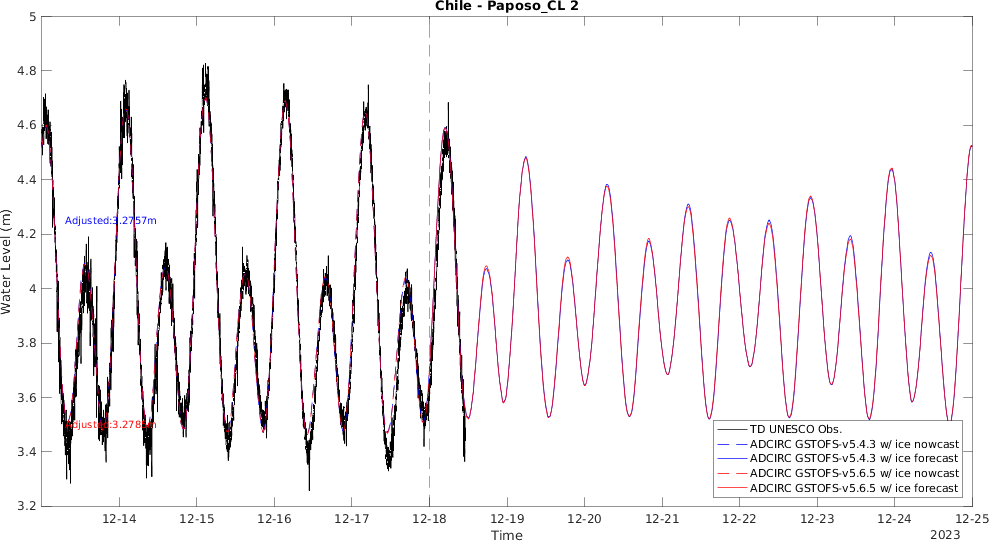 Chile - Paposo_CL 2
5
4.8
4.6
4.4
4.2
4
3.8
3.6
3.4
3.2
Water Level (m)
Adjusted:3.2757m
TD UNESCO Obs.
ADCIRC GSTOFS-v5.4.3 w/ ice nowcast
ADCIRC GSTOFS-v5.4.3 w/ ice forecast
ADCIRC GSTOFS-v5.6.5 w/ ice nowcast
ADCIRC GSTOFS-v5.6.5 w/ ice forecast
12-14
12-15
12-16
12-17
12-18
12-19
12-20
12-21
12-22
12-23
12-24
12-25
Time
2023